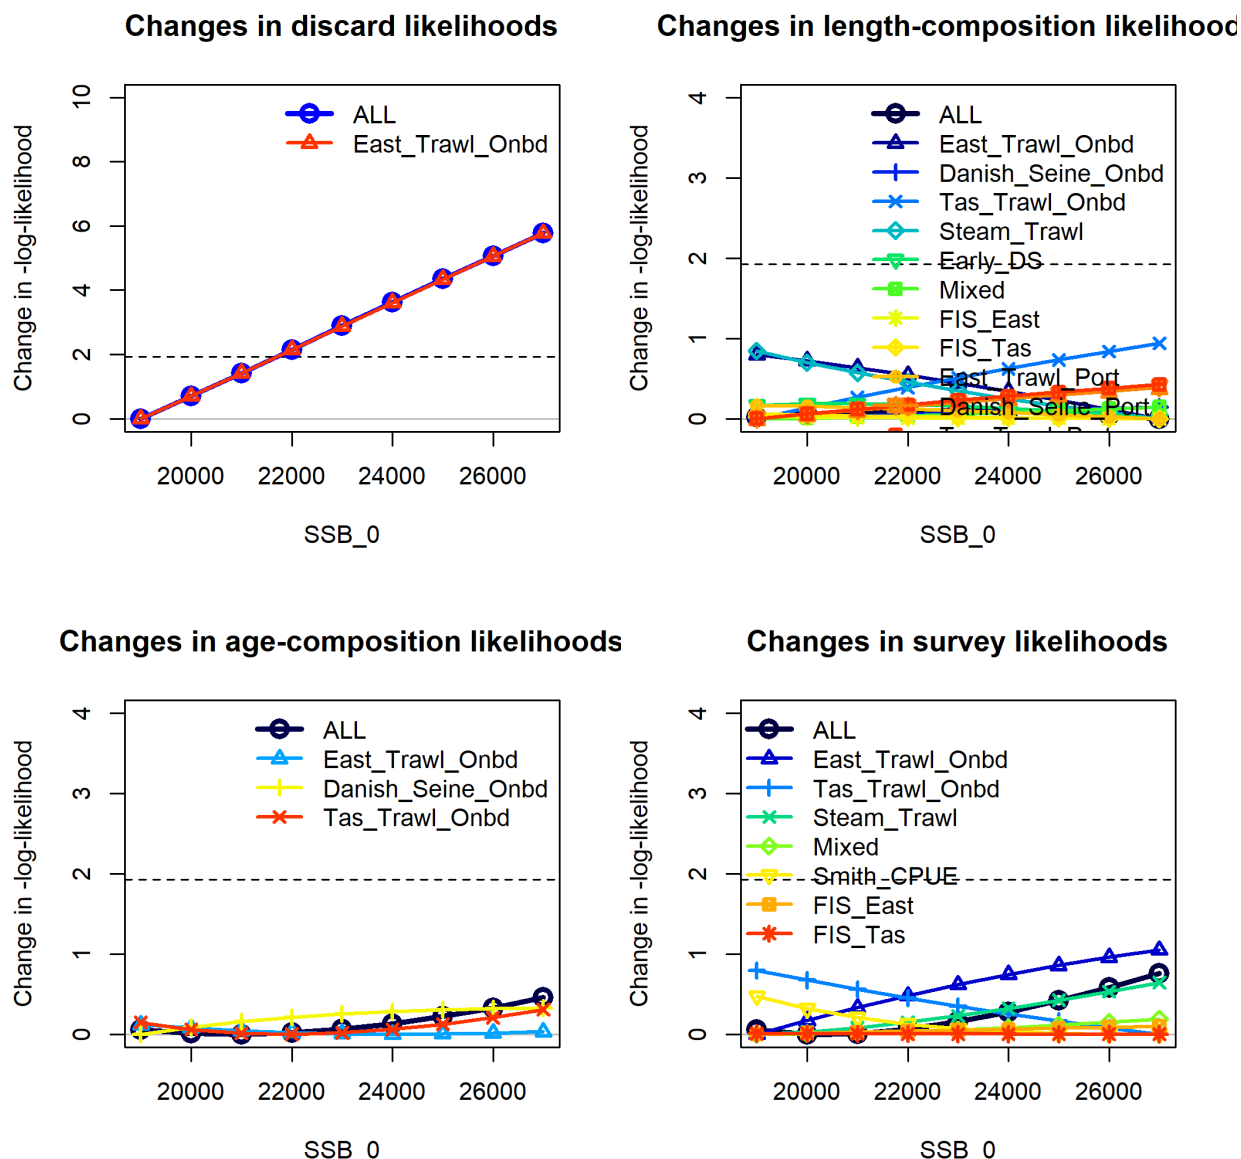 Changes in discard likelihoods
Change in -log-likelihood
10
8
6
4
2
0
ALL
East_Trawl_Onbd
20000 22000 24000 26000
SSB_0
Changes in length-composition likelihood
Change in -log-likelihood
4
3
2
1
0
ALL
East_Trawl_Onbd
Danish_Seine_Onbd
Tas_Trawl_Onbd
Steam_Trawl
Early_DS
Mixed
FIS_East
FIS_Tas
East_Trawl_Port
Danish_Seine_Port
20000 22000 24000 26000
SSB_0
Changes in age-composition likelihoods
Change in -log-likelihood
4
3
2
1
0
ALL
East_Trawl_Onbd
Danish_Seine_Onbd
Tas_Trawl_Onbd
20000 22000 24000 26000
SSB_0
Changes in survey likelihoods
Change in -log-likelihood
4
3
2
1
0
ALL
East_Trawl_Onbd
Tas_Trawl_Onbd
Steam_Trawl
Mixed
Smith_CPUE
FIS_East
FIS_Tas
20000 22000 24000 26000
SSB_0